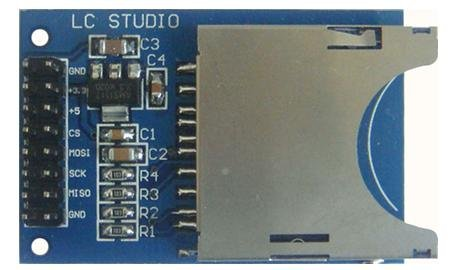 LC STUDIO
C3
C4
GND
+3.3
+5
CS
C1
MOSI
C2
SCK
R4
MISO
R3
R2
GND
R1